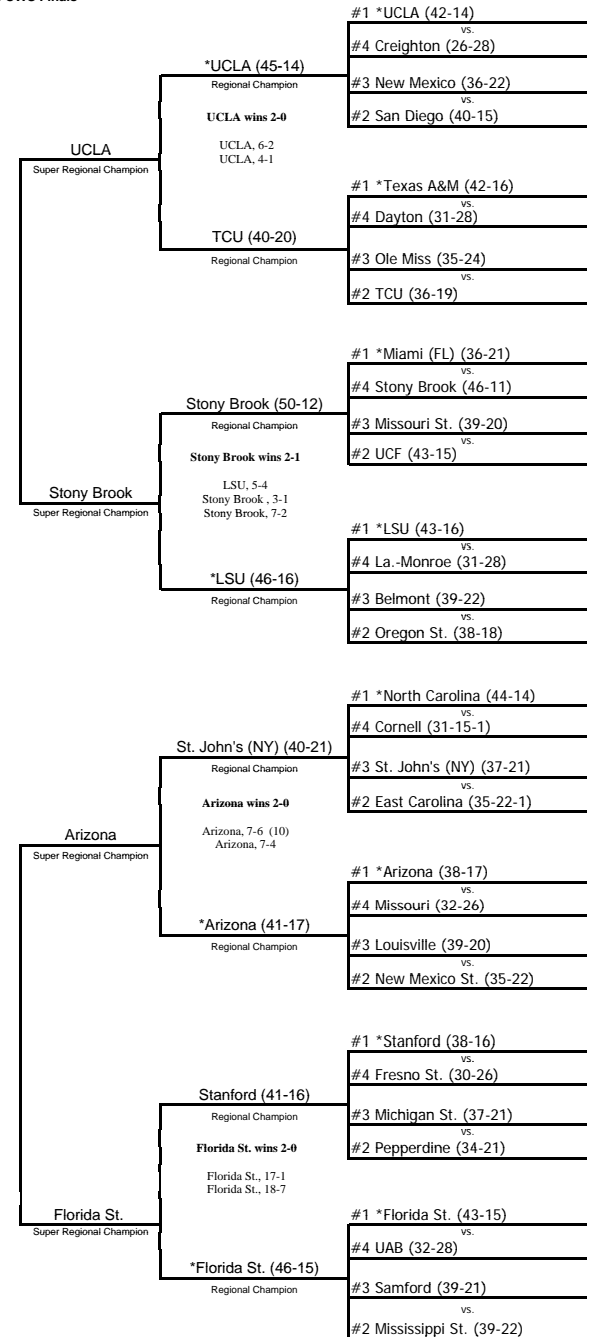 CWS Finals
#1 *UCLA (42-14)
vs.
#4 Creighton (26-28)
*UCLA (45-14)
Regional Champion
#3 New Mexico (36-22)
vs.
#2 San Diego (40-15)
UCLA wins 2-0
UCLA, 6-2
UCLA, 4-1
UCLA
Super Regional Champion
#1 *Texas A&M (42-16)
vs.
#4 Dayton (31-28)
TCU (40-20)
Regional Champion
#3 Ole Miss (35-24)
vs.
#2 TCU (36-19)
#1 *Miami (FL) (36-21)
vs.
#4 Stony Brook (46-11)
Stony Brook (50-12)
Regional Champion
#3 Missouri St. (39-20)
vs.
#2 UCF (43-15)
Stony Brook wins 2-1
LSU, 5-4
Stony Brook , 3-1
Stony Brook, 7-2
Stony Brook
Super Regional Champion
#1 *LSU (43-16)
vs.
#4 La.-Monroe (31-28)
*LSU (46-16)
Regional Champion
#3 Belmont (39-22)
vs.
#2 Oregon St. (38-18)
#1 *North Carolina (44-14)
vs.
#4 Cornell (31-15-1)
St. John's (NY) (40-21)
Regional Champion
#3 St. John's (NY) (37-21)
vs.
#2 East Carolina (35-22-1)
Arizona wins 2-0
Arizona, 7-6 (10)
Arizona, 7-4
Arizona
Super Regional Champion
#1 *Arizona (38-17)
vs.
#4 Missouri (32-26)
*Arizona (41-17)
Regional Champion
#3 Louisville (39-20)
vs.
#2 New Mexico St. (35-22)
#1 *Stanford (38-16)
vs.
#4 Fresno St. (30-26)
Stanford (41-16)
Regional Champion
#3 Michigan St. (37-21)
vs.
#2 Pepperdine (34-21)
Florida St. wins 2-0
Florida St., 17-1
Florida St., 18-7
Florida St.
Super Regional Champion
#1 *Florida St. (43-15)
vs.
#4 UAB (32-28)
*Florida St. (46-15)
Regional Champion
#3 Samford (39-21)
vs.
#2 Mississippi St. (39-22)